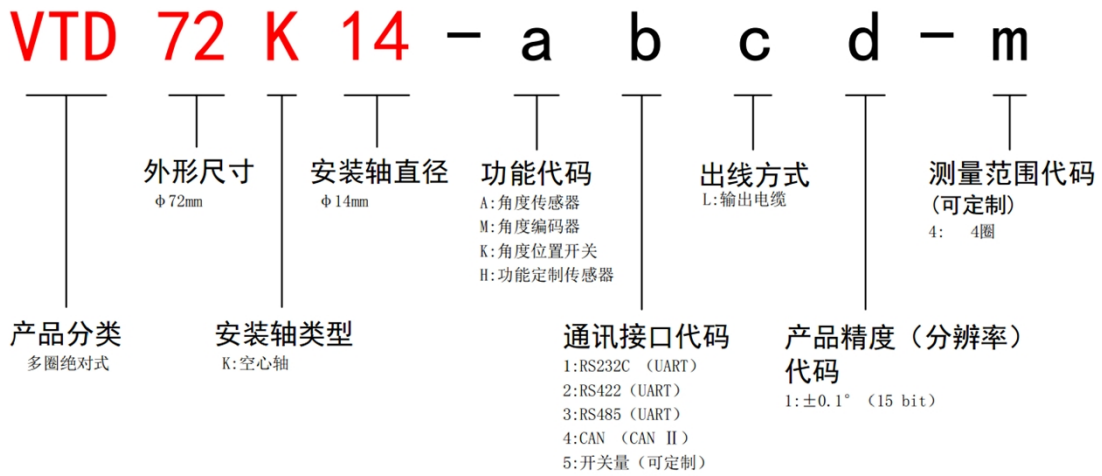 VTD 72 K 14 - a b c d - m
外形尺寸
φ72mm
安装轴直径
φ14mm
功能代码
A:角度传感器
M:角度编码器
K:角度位置开关
H:功能定制传感器
出线方式
L:输出电缆
测量范围代码
(可定制)
4: 4圈
产品分类
多圈绝对式
安装轴类型
K:空心轴
通讯接口代码
1:RS232C （UART）
2:RS422（UART）
3:RS485（UART）
4:CAN （CAN Ⅱ）
5:开关量（可定制）
产品精度（分辨率）
代码
1:±0.1°（15 bit）